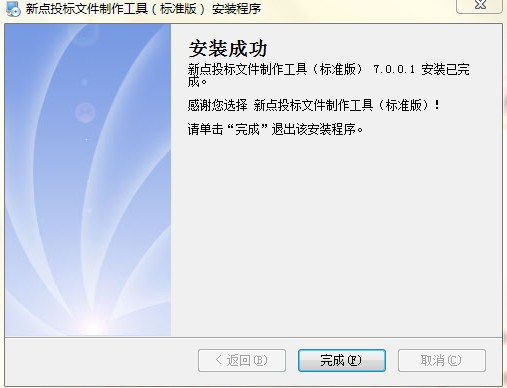 新点投标文件制作工具（标准版） 安装程序
安装成功
新点投标文件制作工具（标准版） 7.0.0.1 安装已完
成。
感谢您选择 新点投标文件制作工具（标准版）！
请单击“完成”退出该安装程序。
< 返回(B) 完成(F) 取消(C)